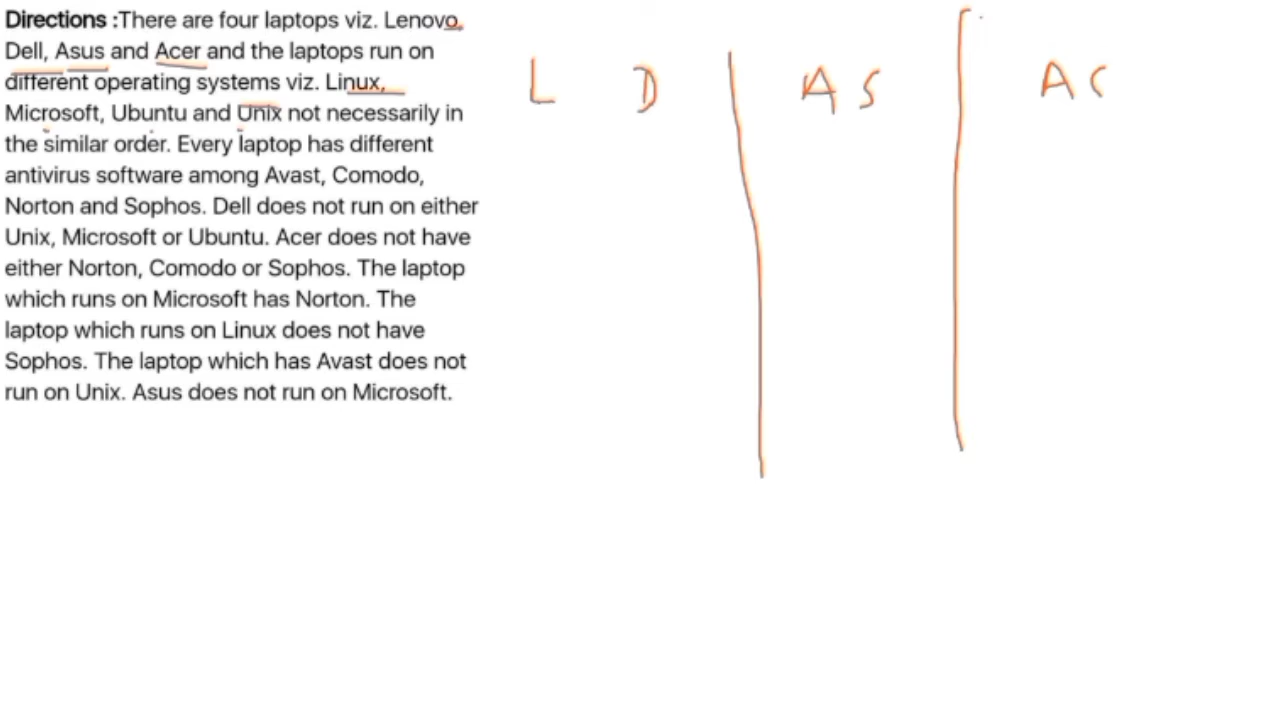 Directions :There are four laptops viz. Lenovo,
Dell, Asus and Acer and the laptops run on
different operating systems viz. Linux,
Microsoft, Ubuntu and Unix not necessarily in
the similar order. Every laptop has different
antivirus software among Avast, Comodo,
Norton and Sophos. Dell does not run on either
Unix, Microsoft or Ubuntu. Acer does not have
either Norton, Comodo or Sophos. The laptop
which runs on Microsoft has Norton. The
laptop which runs on Linux does not have
Sophos. The laptop which has Avast does not
run on Unix. Asus does not run on Microsoft.
L D AS AC